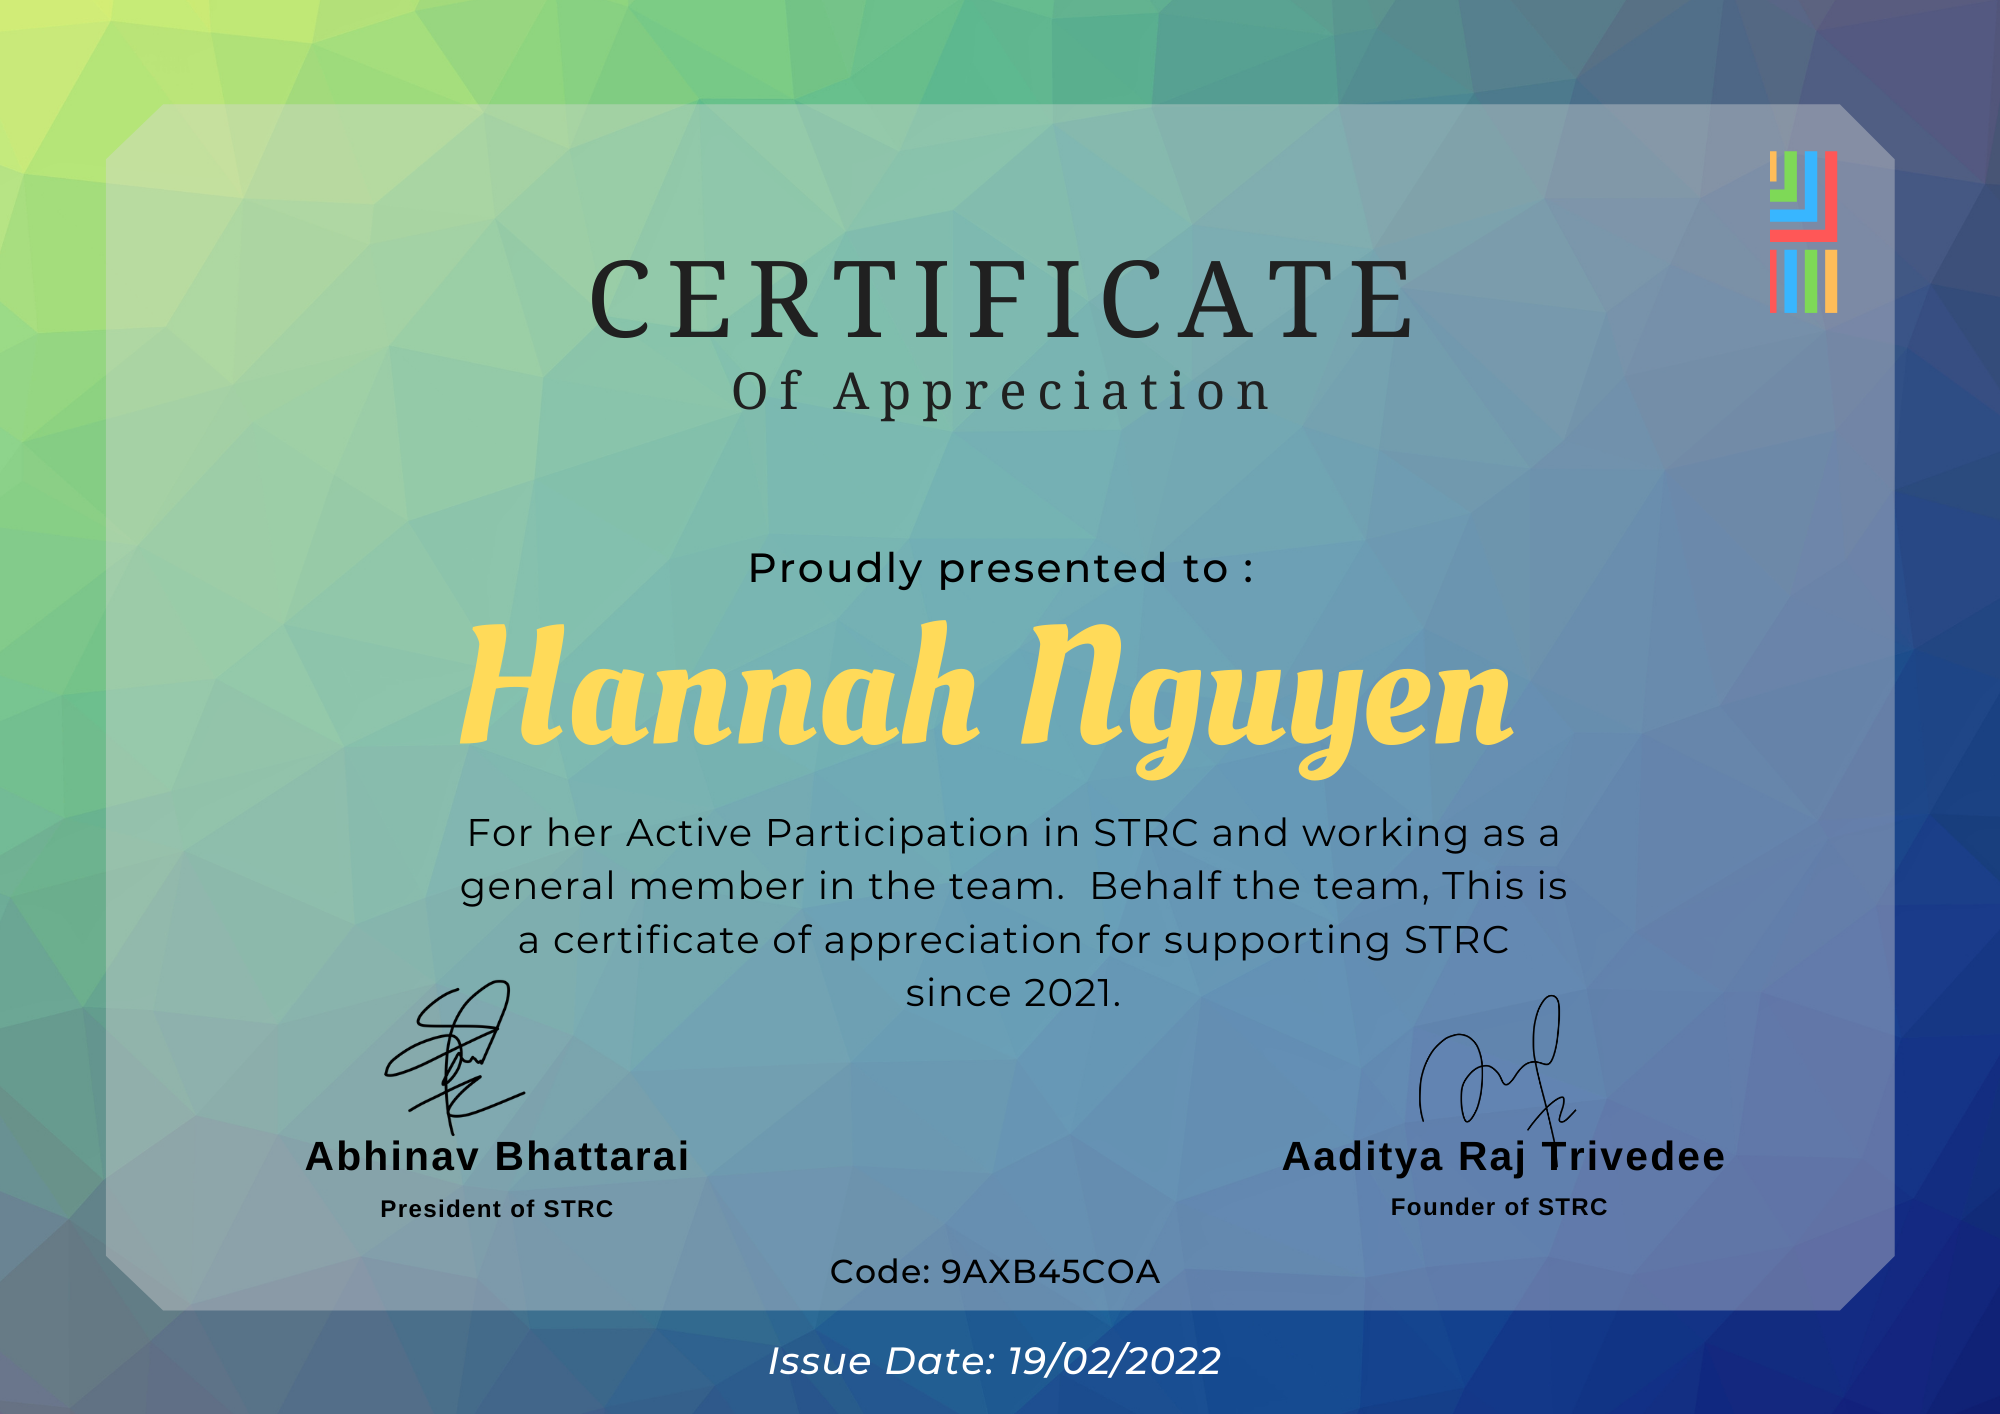 CERTIFICATE
Of Appreciation
Proudly presented to :
Hannah Nguyen
For her Active Participation in STRC and working as a
general member in the team.  Behalf the team, This is
a certificate of appreciation for supporting STRC
since 2021.
Abhinav Bhattarai
President of STRC
Aaditya Raj Trivedee
Founder of STRC
Code: 9AXB45COA
Issue Date: 19/02/2022